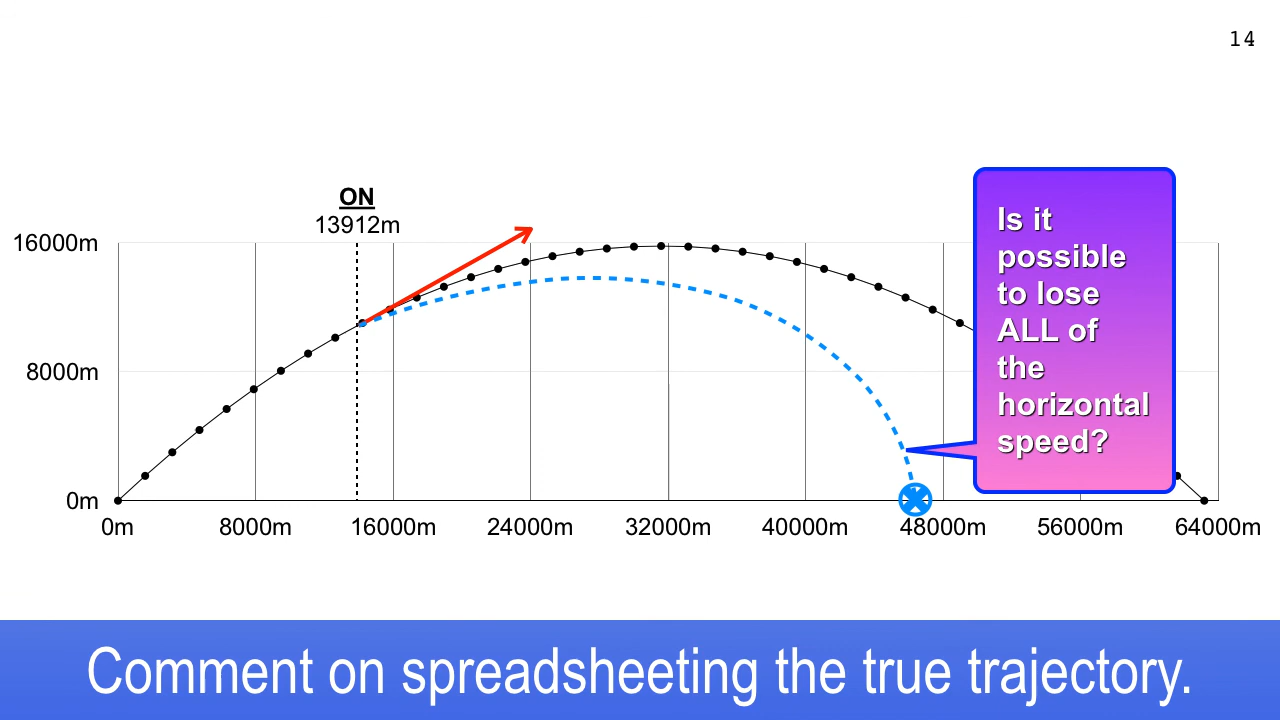 14
ON
13912m
16000m
8000m
0m
0m 8000m 16000m 24000m 32000m 40000m 48000m 56000m 64000m
Is it
possible
to lose
ALL of
the
horizontal
speed?
Comment on spreadsheeting the true trajectory.